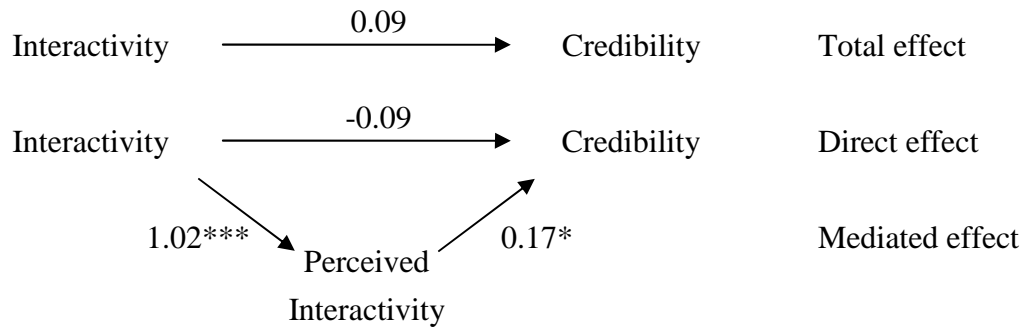 0.09
Interactivity Credibility Total effect
-0.09
Interactivity Credibility Direct effect
1.02*** 0.17* Mediated effect
Perceived
Interactivity